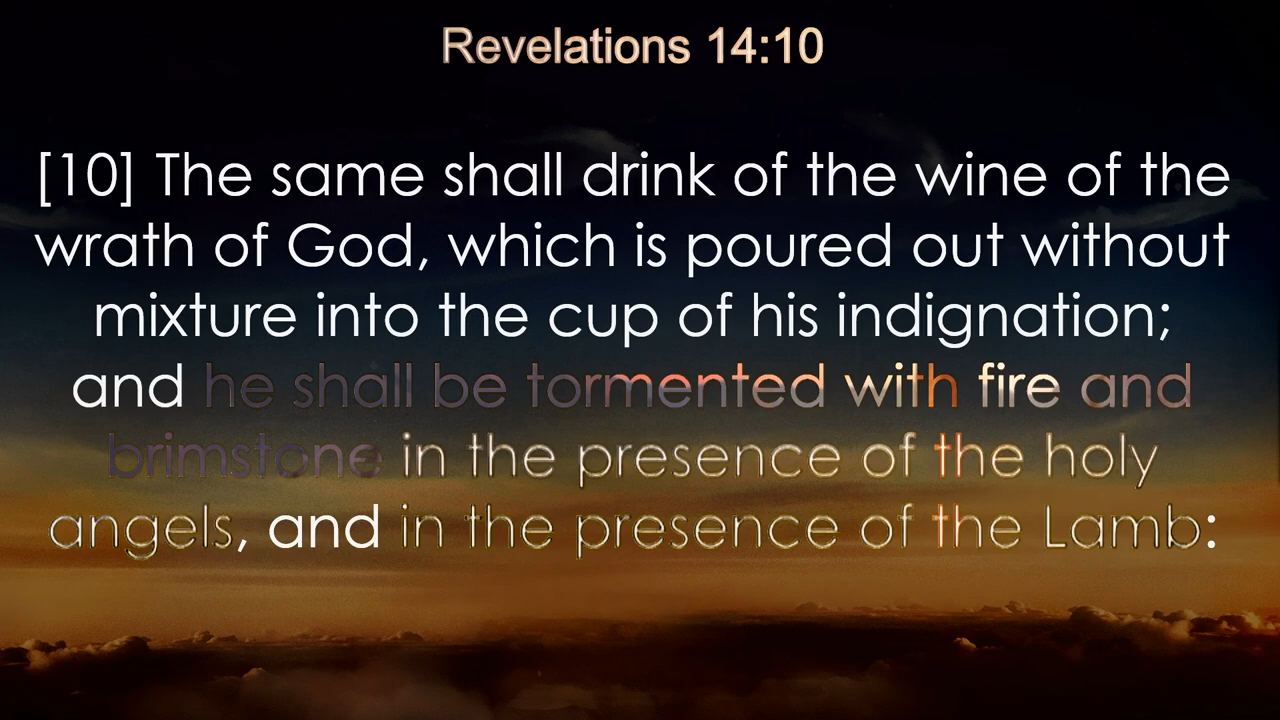 Revelations 14:10
[10] The same shall drink of the wine of the
wrath of God, which is poured out without
mixture into the cup of his indignation;
and he shall be tormented with fire and
brimstone in the presence of the holy
angels, and in the presence of the Lamb: